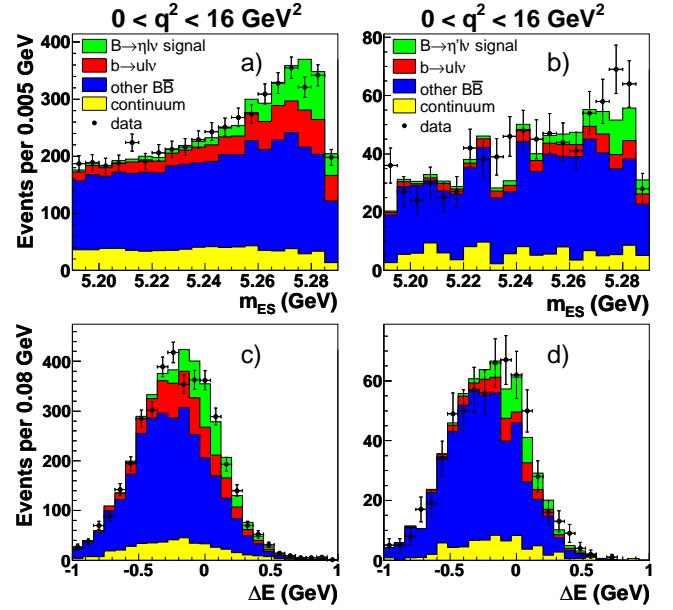 0 < q² < 16 GeV²
0 < q² < 16 GeV²
Events per 0.005 GeV
400
300
200
100
0
B→ηlν signal
b→ulν
other BB̅
continuum
data
a)
5.20 5.22 5.24 5.26 5.28
m_ES (GeV)
80
60
40
20
0
B→η'lν signal
b→ulν
other BB̅
continuum
data
b)
5.20 5.22 5.24 5.26 5.28
m_ES (GeV)
Events per 0.08 GeV
400
300
200
100
0
c)
-1 -0.5 0 0.5 1
ΔE (GeV)
60
40
20
0
d)
-1 -0.5 0 0.5 1
ΔE (GeV)